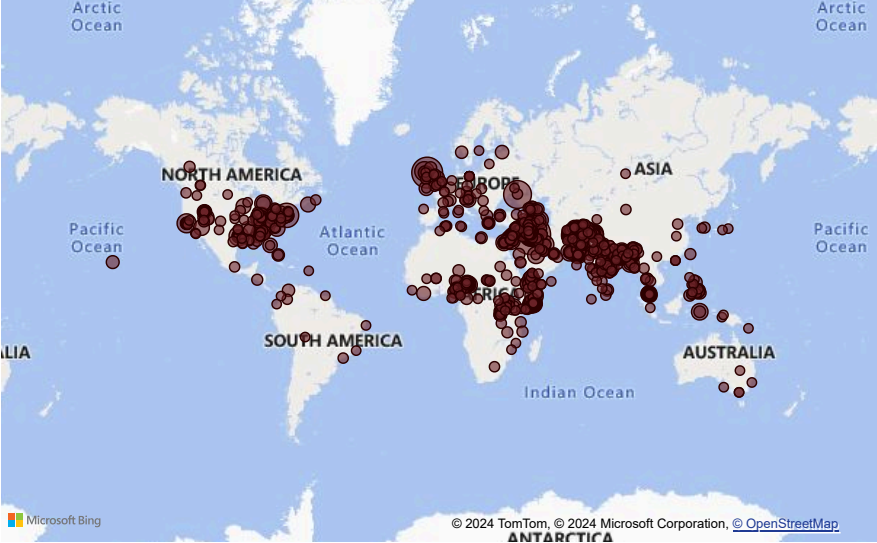 Arctic
Ocean
Arctic
Ocean
NORTH AMERICA
EUROPE
ASIA
Pacific
Ocean
Atlantic
Ocean
Pacific
Ocean
AFRICA
SOUTH AMERICA
ALIA
AUSTRALIA
Indian Ocean
Microsoft Bing
© 2024 TomTom, © 2024 Microsoft Corporation, © OpenStreetMap
ANTARCTICA